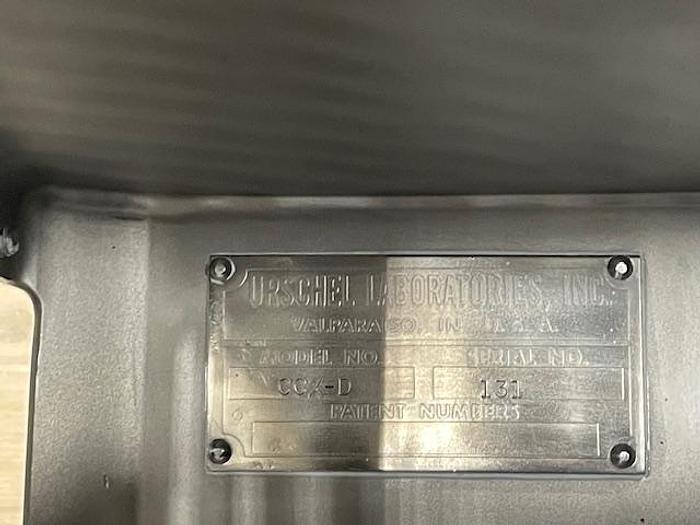 URSCHEL LABORATORIES, INC.
VALPARAISO, IN U.S.A.
MODEL NO. SERIAL NO.
CCX-D 131
PATENT NUMBERS